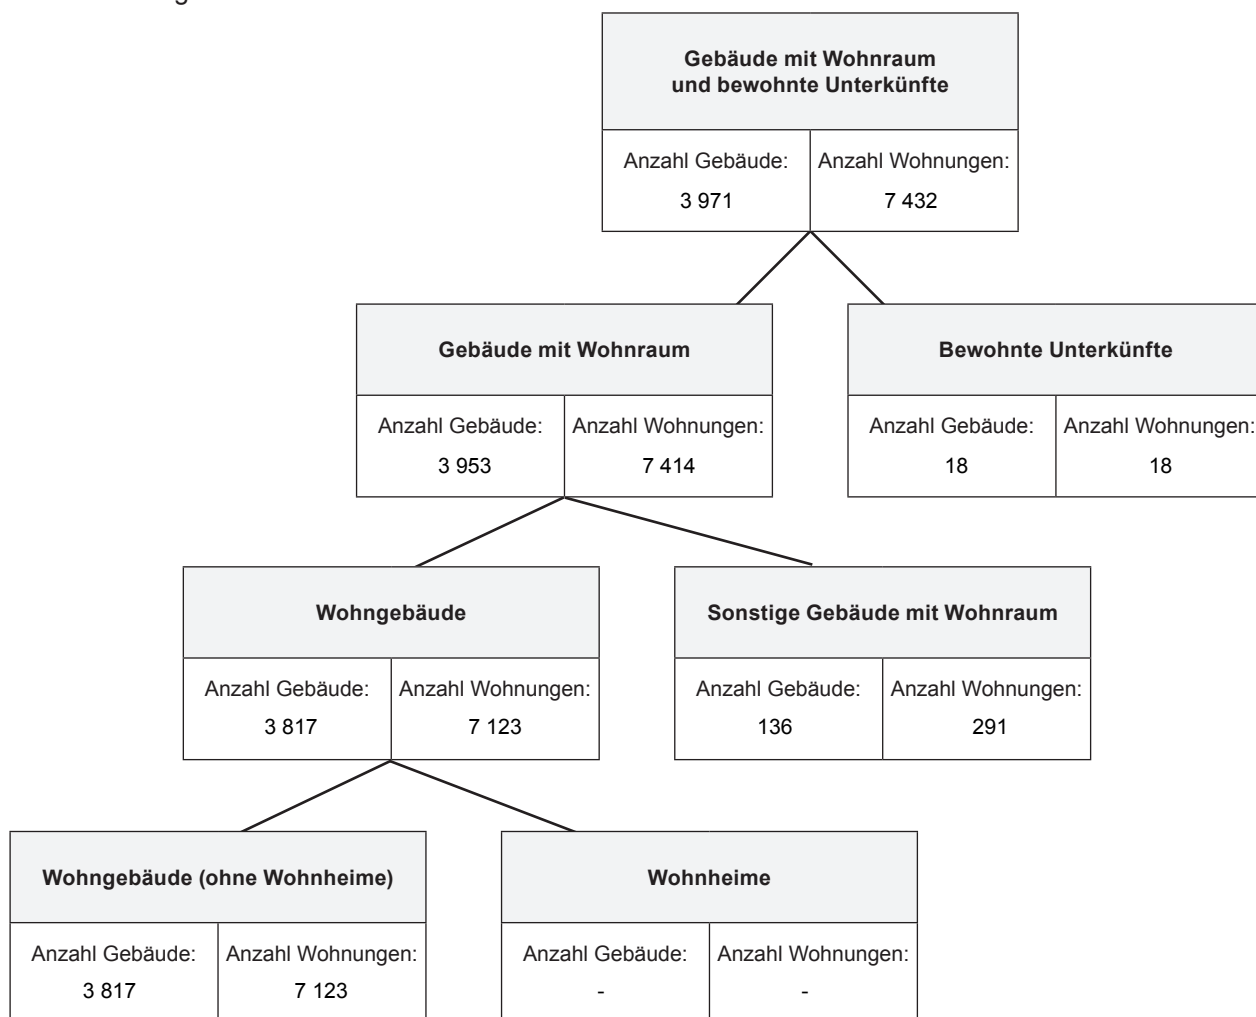 Gebäude mit Wohnraum
und bewohnte Unterkünfte
Anzahl Gebäude: Anzahl Wohnungen:
3 971 7 432
Gebäude mit Wohnraum Bewohnte Unterkünfte
Anzahl Gebäude: Anzahl Wohnungen: Anzahl Gebäude: Anzahl Wohnungen:
3 953 7 414 18 18
Wohngebäude Sonstige Gebäude mit Wohnraum
Anzahl Gebäude: Anzahl Wohnungen: Anzahl Gebäude: Anzahl Wohnungen:
3 817 7 123 136 291
Wohngebäude (ohne Wohnheime) Wohnheime
Anzahl Gebäude: Anzahl Wohnungen: Anzahl Gebäude: Anzahl Wohnungen:
3 817 7 123 - -